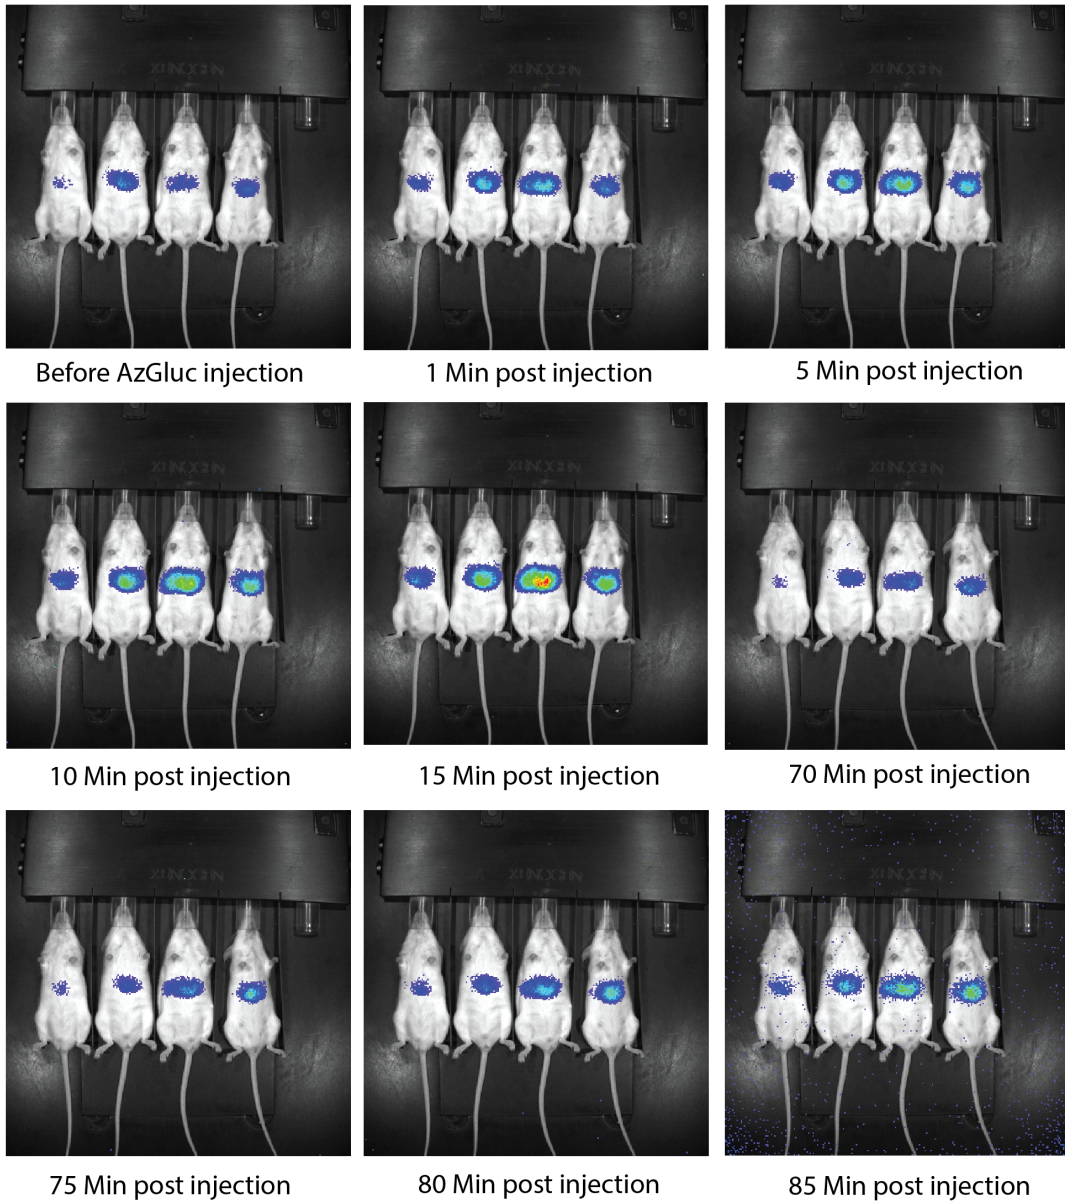 Before AzGluc injection
1 Min post injection
5 Min post injection
10 Min post injection
15 Min post injection
70 Min post injection
75 Min post injection
80 Min post injection
85 Min post injection